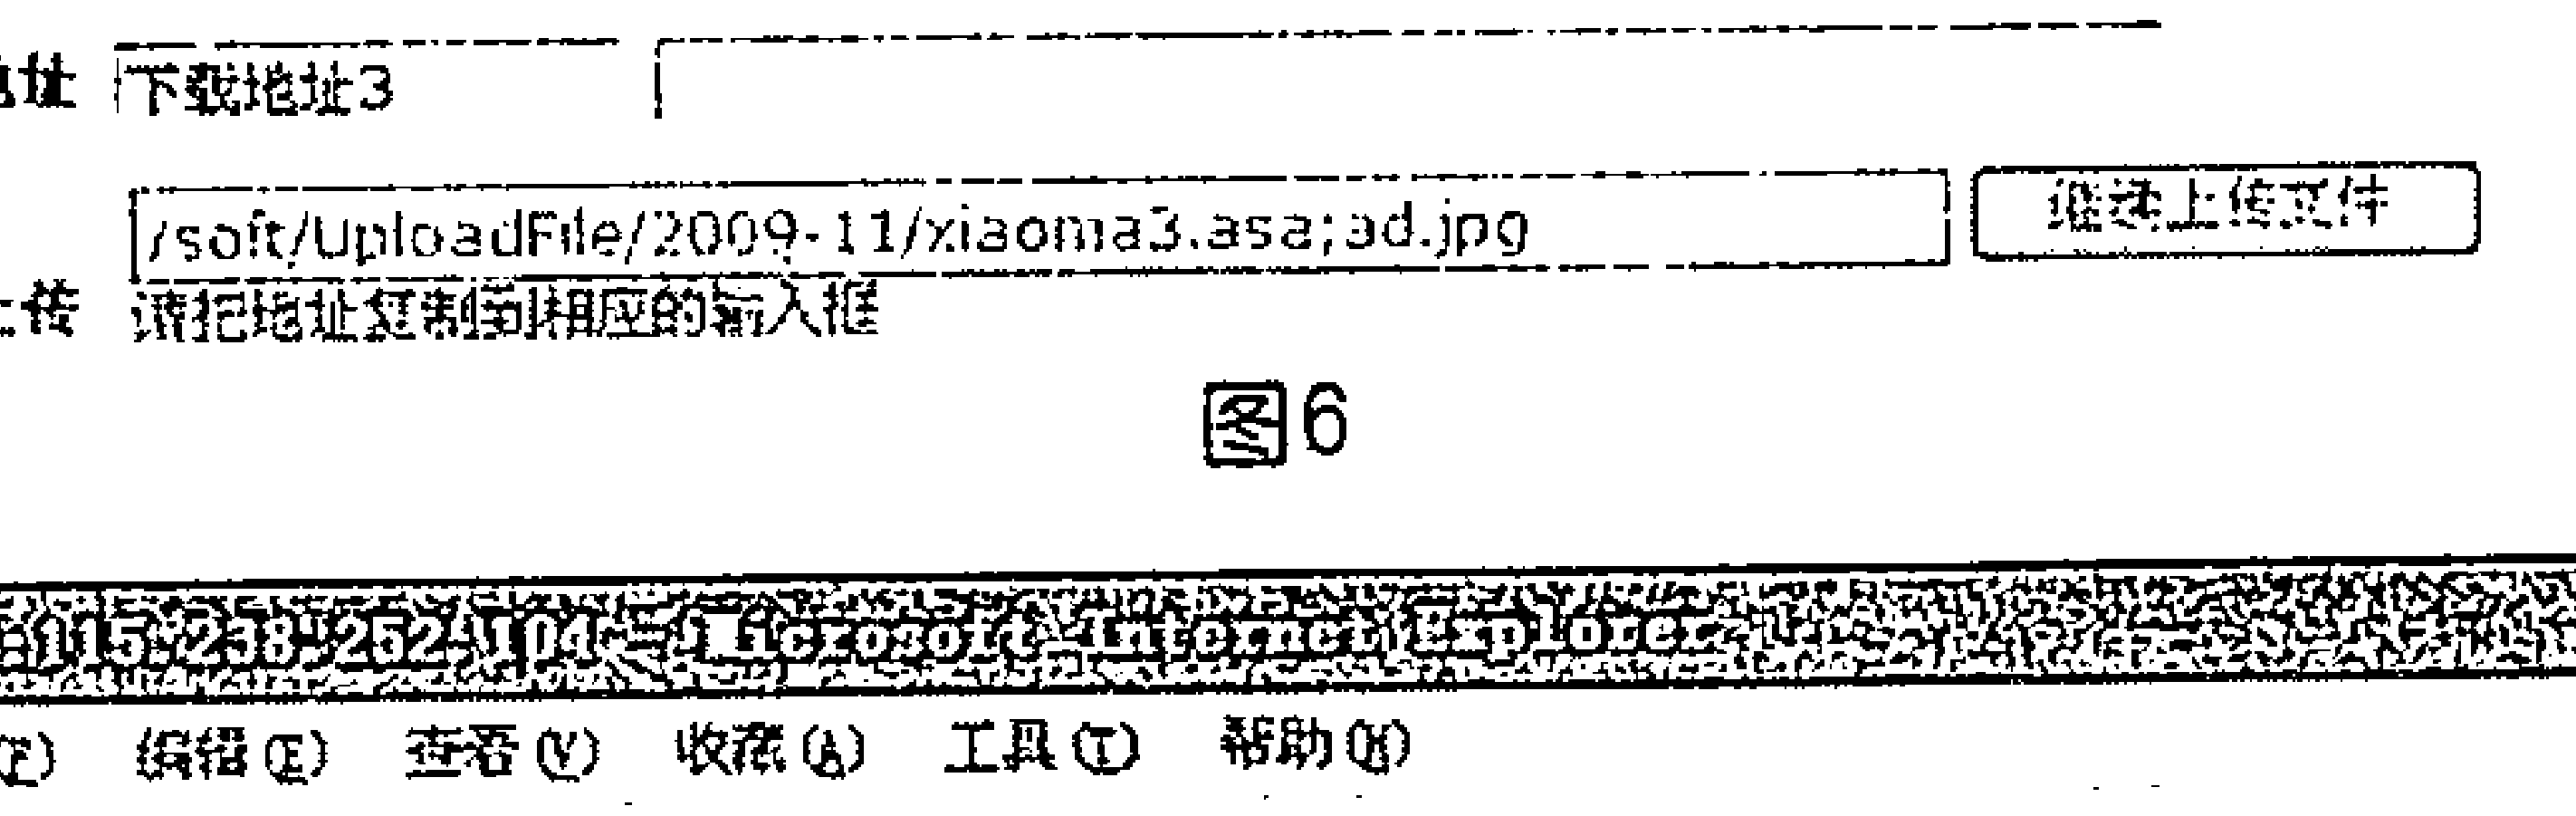 址 下载地址3
/soft/UploadFile/2009-11/xiaoma3.asa;ad.jpg 继续上传文件
上传 请把地址复制到相应的输入框
图6
115.238.252.104 - Microsoft Internet Explorer
(F) 编辑(E) 查看(V) 收藏(A) 工具(T) 帮助(H)